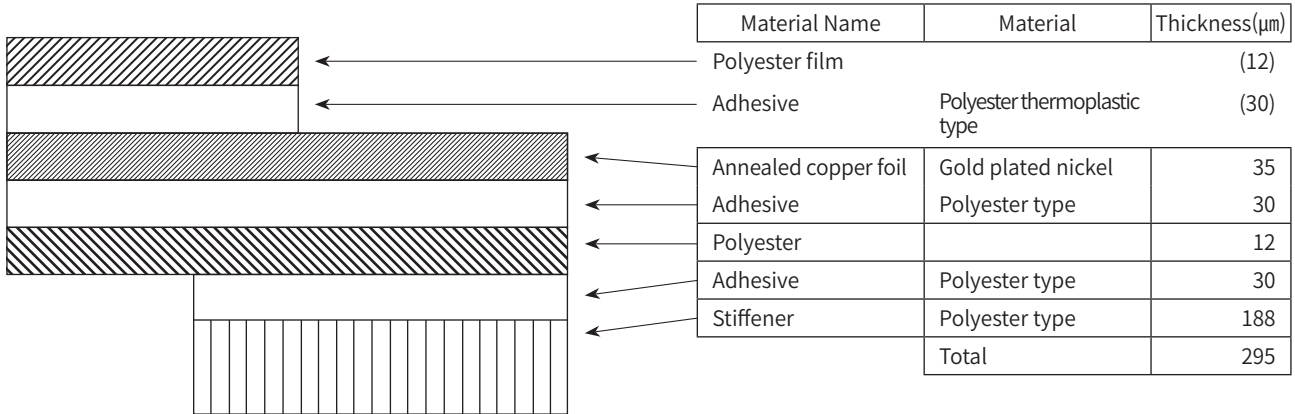 Material Name Material Thickness(μm)
Polyester film (12)
Adhesive Polyester thermoplastic type (30)
Annealed copper foil Gold plated nickel 35
Adhesive Polyester type 30
Polyester 12
Adhesive Polyester type 30
Stiffener Polyester type 188
Total 295